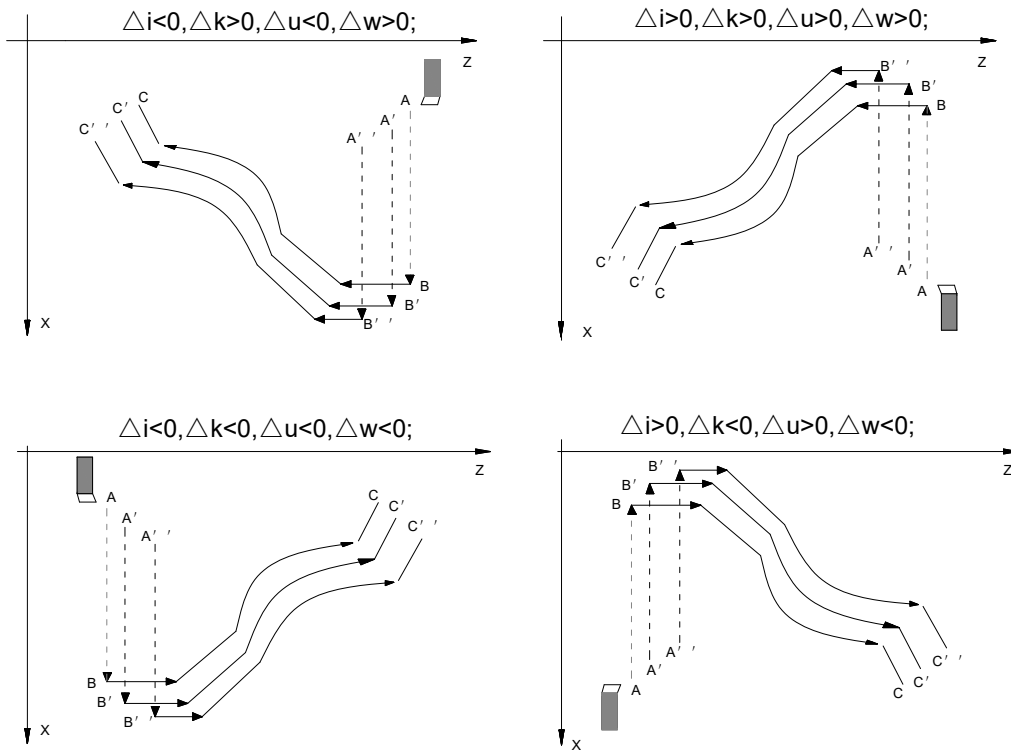 △i<0,△k>0,△u<0,△w>0;
Z
C
C′
C′ ′
A
A′
A′ ′
B
B′
B′ ′
X
△i>0,△k>0,△u>0,△w>0;
Z
B′ ′
B′
B
A′ ′
A′
A
C′ ′
C′
C
X
△i<0,△k<0,△u<0,△w<0;
Z
A
A′
A′ ′
C
C′
C′ ′
B
B′
B′ ′
X
△i>0,△k<0,△u>0,△w<0;
Z
B′ ′
B′
B
A′ ′
A′
A
C′ ′
C′
C
X